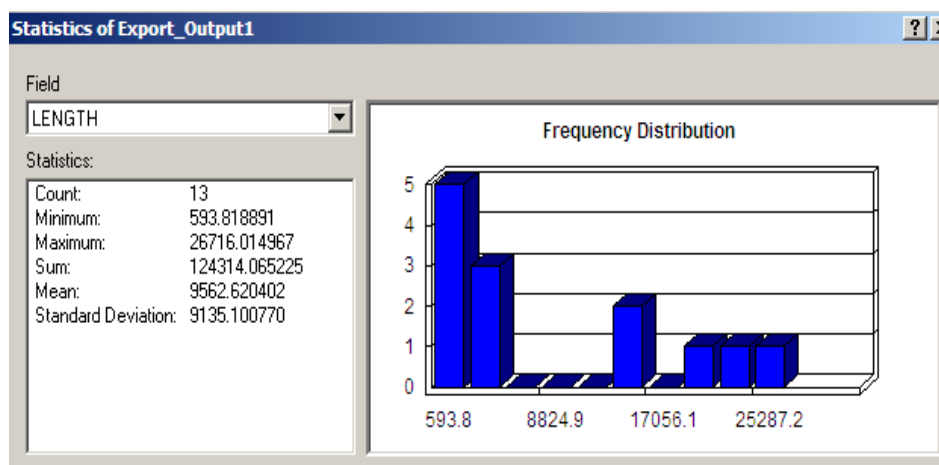 Statistics of Export_Output1
?
Field
LENGTH
Statistics:
Count: 13
Minimum: 593.818891
Maximum: 26716.014967
Sum: 124314.065225
Mean: 9562.620402
Standard Deviation: 9135.100770
Frequency Distribution
5
4
3
2
1
0
593.8 8824.9 17056.1 25287.2